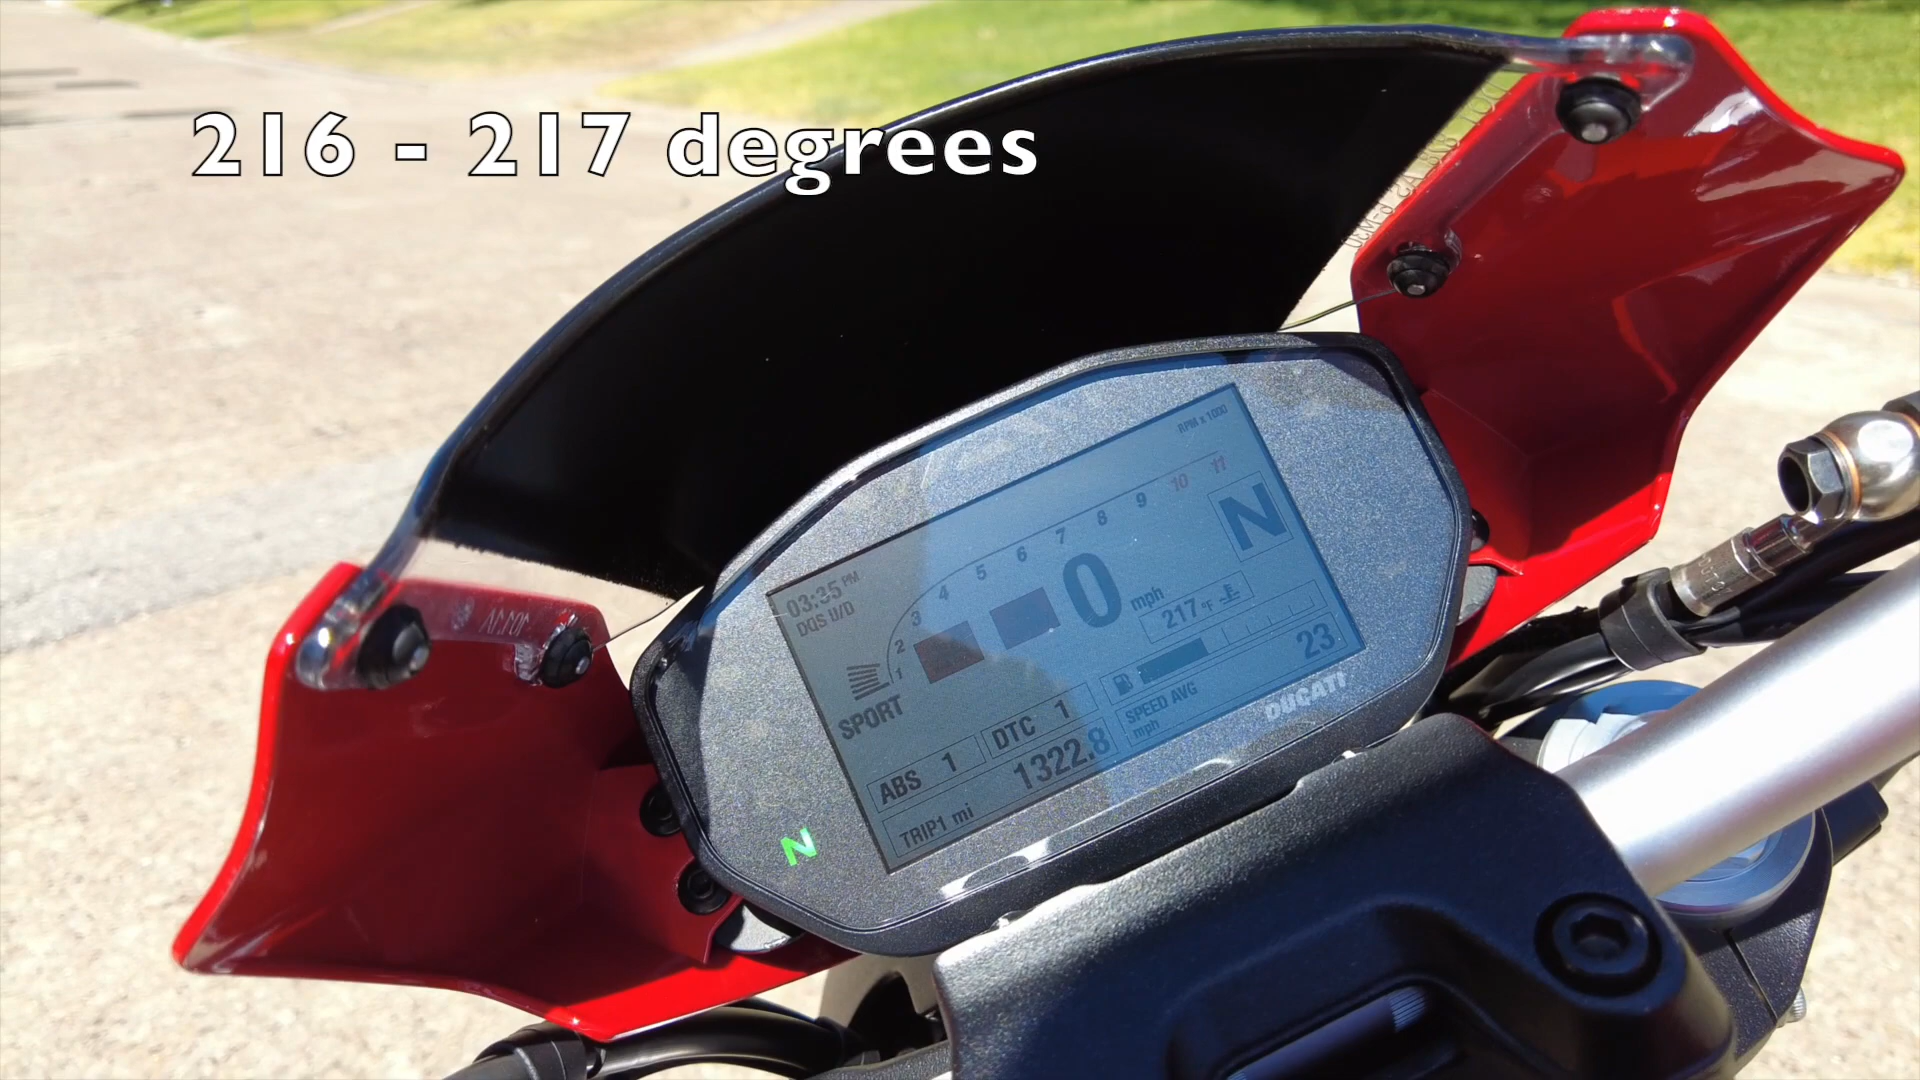 216 - 217 degrees
RPM x 1000
03:35 PM
DQS U/D
1 2 3 4 5 6 7 8 9 10 11
N
0 mph
217 °F
SPORT
23
SPEED AVG
mph
ABS 1
DTC 1
TRIP1 mi 1322.8
DUCATI
N